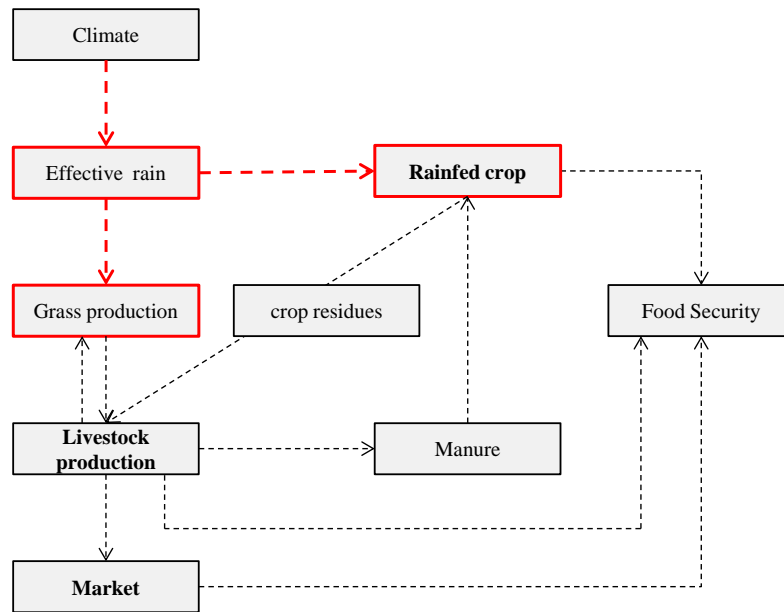 Climate
Effective rain
Rainfed crop
Grass production
crop residues
Food Security
Livestock
production
Manure
Market